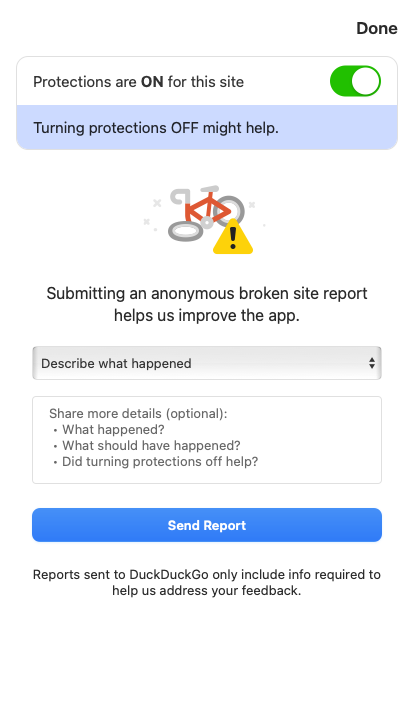 Done
Protections are ON for this site
Turning protections OFF might help.
Submitting an anonymous broken site report
helps us improve the app.
Describe what happened
Share more details (optional):
• What happened?
• What should have happened?
• Did turning protections off help?
Send Report
Reports sent to DuckDuckGo only include info required to
help us address your feedback.